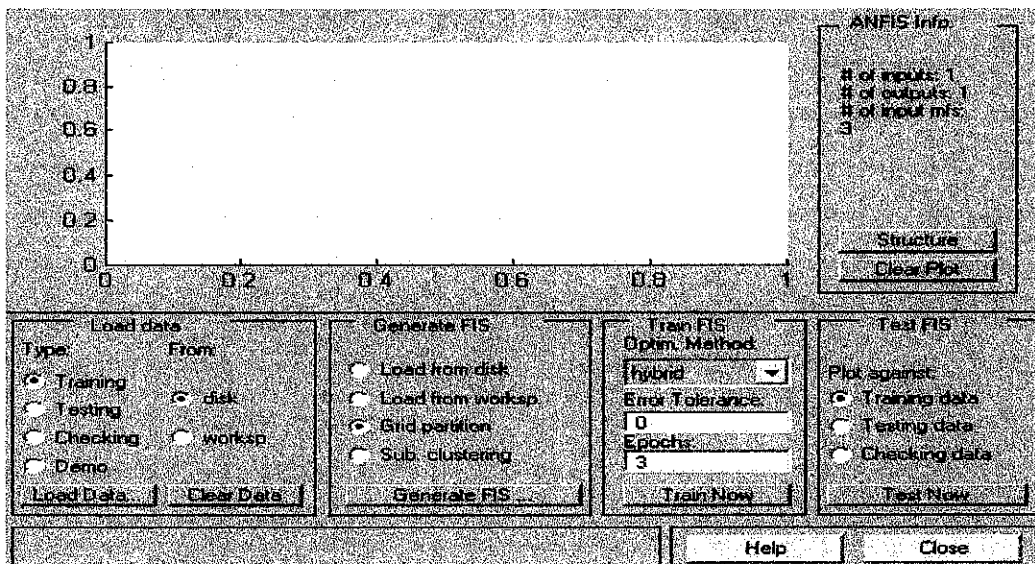 ANFIS Info.
1
0.8
0.6
0.4
0.2
0
0
0.2
0.4
0.6
0.8
1
# of inputs: 1
# of outputs: 1
# of input mfs:
3
Structure
Clear Plot
Load data
Type:
From:
Training
Testing
Checking
Demo
disk
worksp.
Load Data...
Clear Data
Generate FIS
Load from disk
Load from worksp.
Grid partition
Sub. clustering
Generate FIS ...
Train FIS
Optim. Method:
hybrid
Error Tolerance:
0
Epochs:
3
Train Now
Test FIS
Plot against:
Training data
Testing data
Checking data
Test Now
Help
Close